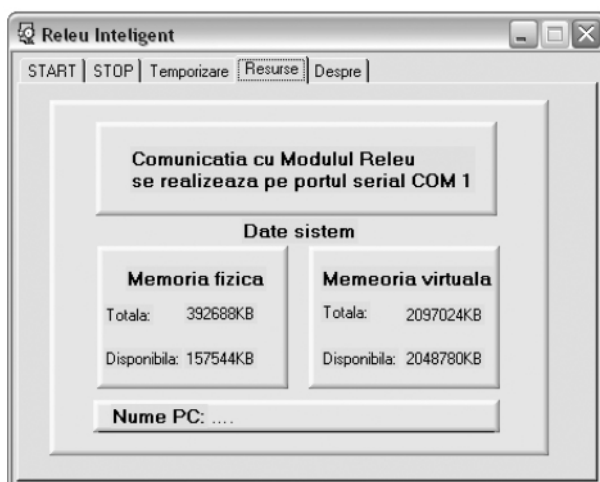 Releu Inteligent
START STOP Temporizare Resurse Despre
Comunicatia cu Modulul Releu
se realizeaza pe portul serial COM 1
Date sistem
Memoria fizica
Totala: 392688KB
Disponibila: 157544KB
Memeoria virtuala
Totala: 2097024KB
Disponibila: 2048780KB
Nume PC: ....